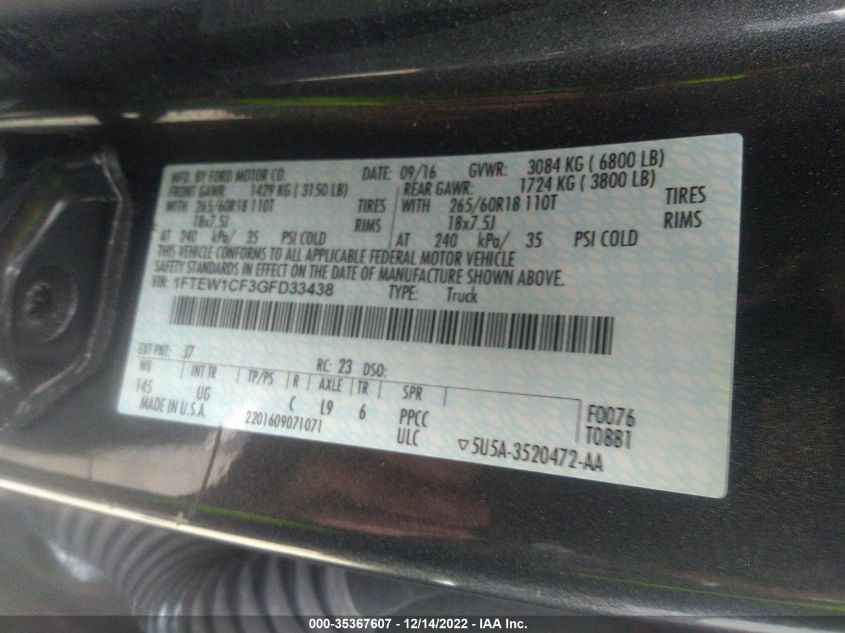 MFD. BY FORD MOTOR CO. DATE: 09/16 GVWR: 3084 KG ( 6800 LB)
FRONT GAWR: 1429 KG ( 3150 LB) REAR GAWR: 1724 KG ( 3800 LB)
WITH 265/60R18 110T TIRES WITH 265/60R18 110T TIRES
18x7.5J RIMS 18x7.5J RIMS
AT 240 kPa/ 35 PSI COLD AT 240 kPa/ 35 PSI COLD
THIS VEHICLE CONFORMS TO ALL APPLICABLE FEDERAL MOTOR VEHICLE
SAFETY STANDARDS IN EFFECT ON THE DATE OF MANUFACTURE SHOWN ABOVE.
VIN: 1FTEW1CF3GFD33438 TYPE: Truck
EXT PNT: J7 RC: 23 DSO:
WB INT TR TP/PS R AXLE TR SPR
145 UG C L9 6 PPCC F0076
MADE IN U.S.A. 2201609071071 ULC T0881
▽5U5A-3520472-AA
000-35367607 - 12/14/2022 - IAA Inc.